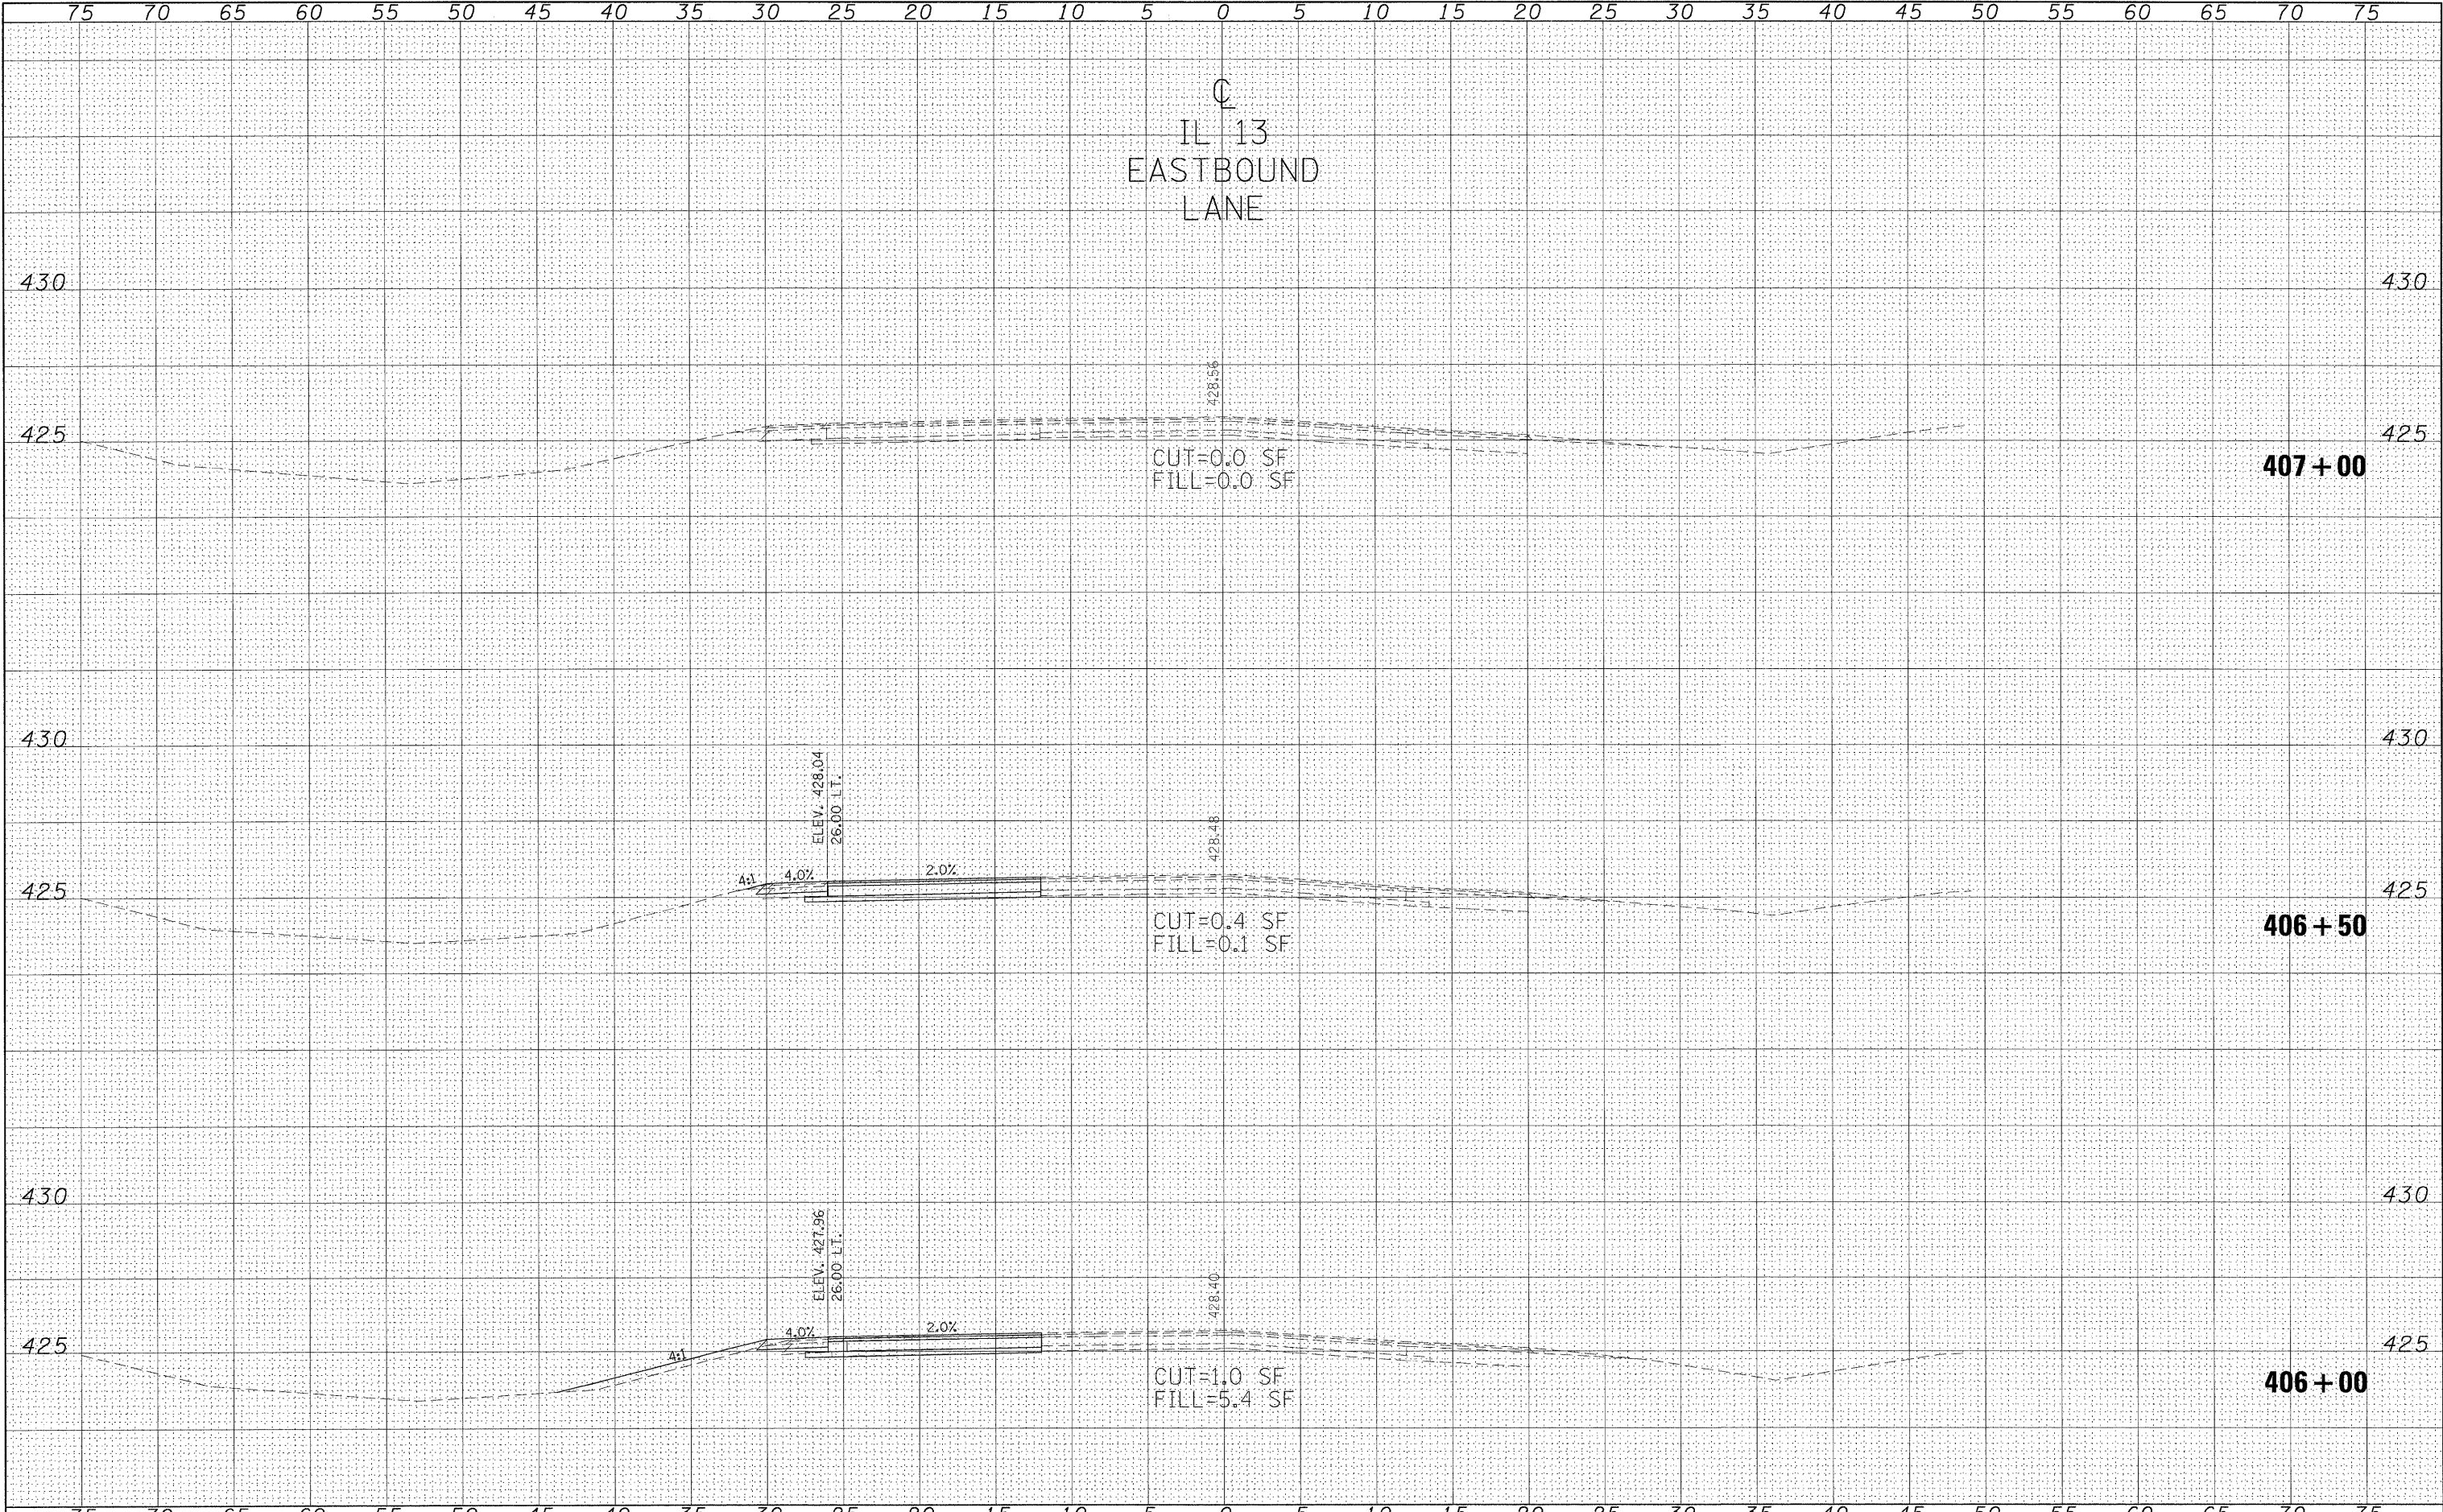 75 70 65 60 55 50 45 40 35 30 25 20 15 10 5 0 5 10 15 20 25 30 35 40 45 50 55 60 65 70 75
℄
IL 13
EASTBOUND
LANE
430 430
428.56
425 425
CUT=0.0 SF
FILL=0.0 SF
407+00
430 430
ELEV. 428.04
26.00 LT.
428.48
4:1 4.0% 2.0%
425 425
CUT=0.4 SF
FILL=0.1 SF
406+50
430 430
ELEV. 427.96
26.00 LT.
428.40
4:1 4.0% 2.0%
425 425
CUT=1.0 SF
FILL=5.4 SF
406+00
75 70 65 60 55 50 45 40 35 30 25 20 15 10 5 0 5 10 15 20 25 30 35 40 45 50 55 60 65 70 75